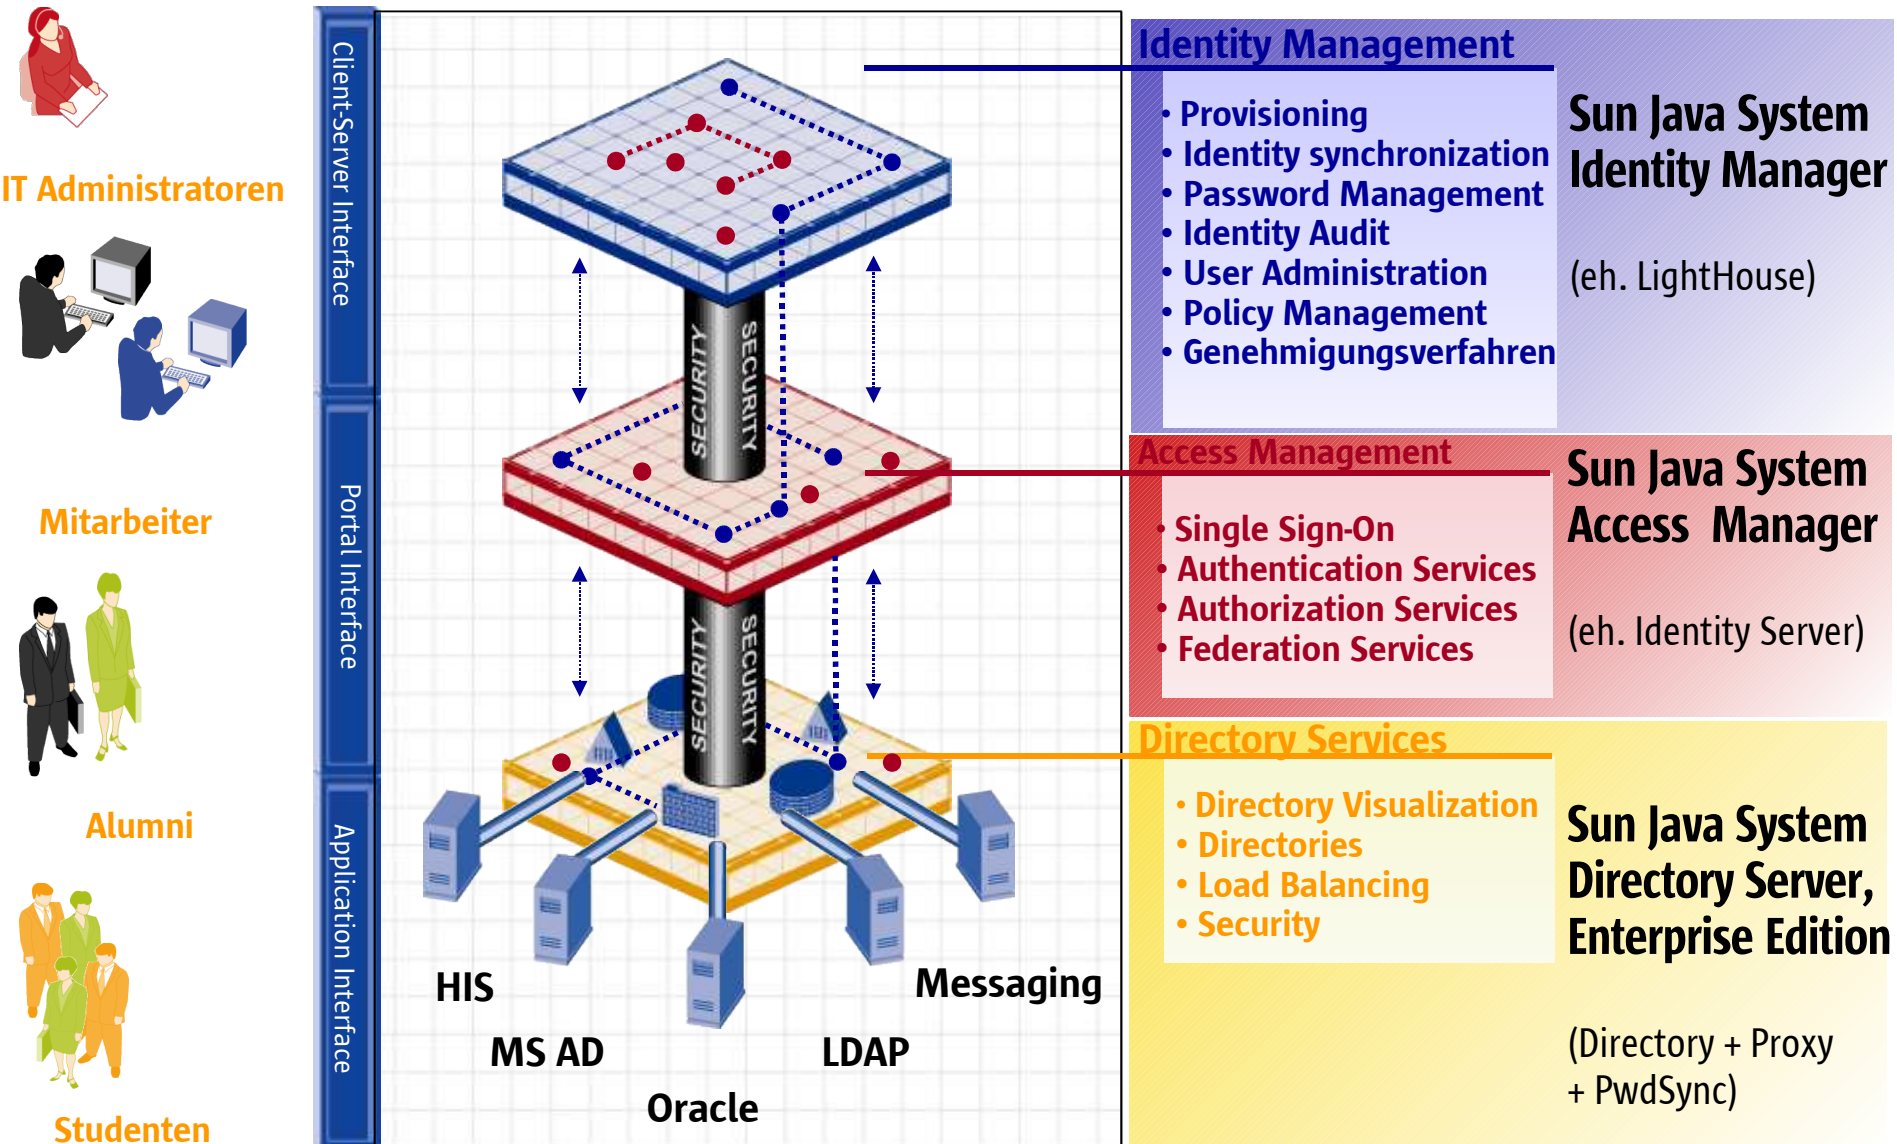 IT Administratoren
Mitarbeiter
Alumni
Studenten
Client-Server Interface
Portal Interface
Application Interface
SECURITY
SECURITY
SECURITY
SECURITY
HIS
MS AD
Oracle
LDAP
Messaging
Identity Management
• Provisioning
• Identity synchronization
• Password Management
• Identity Audit
• User Administration
• Policy Management
• Genehmigungsverfahren
Sun Java System
Identity Manager
(eh. LightHouse)
Access Management
• Single Sign-On
• Authentication Services
• Authorization Services
• Federation Services
Sun Java System
Access Manager
(eh. Identity Server)
Directory Services
• Directory Visualization
• Directories
• Load Balancing
• Security
Sun Java System
Directory Server,
Enterprise Edition
(Directory + Proxy
+ PwdSync)